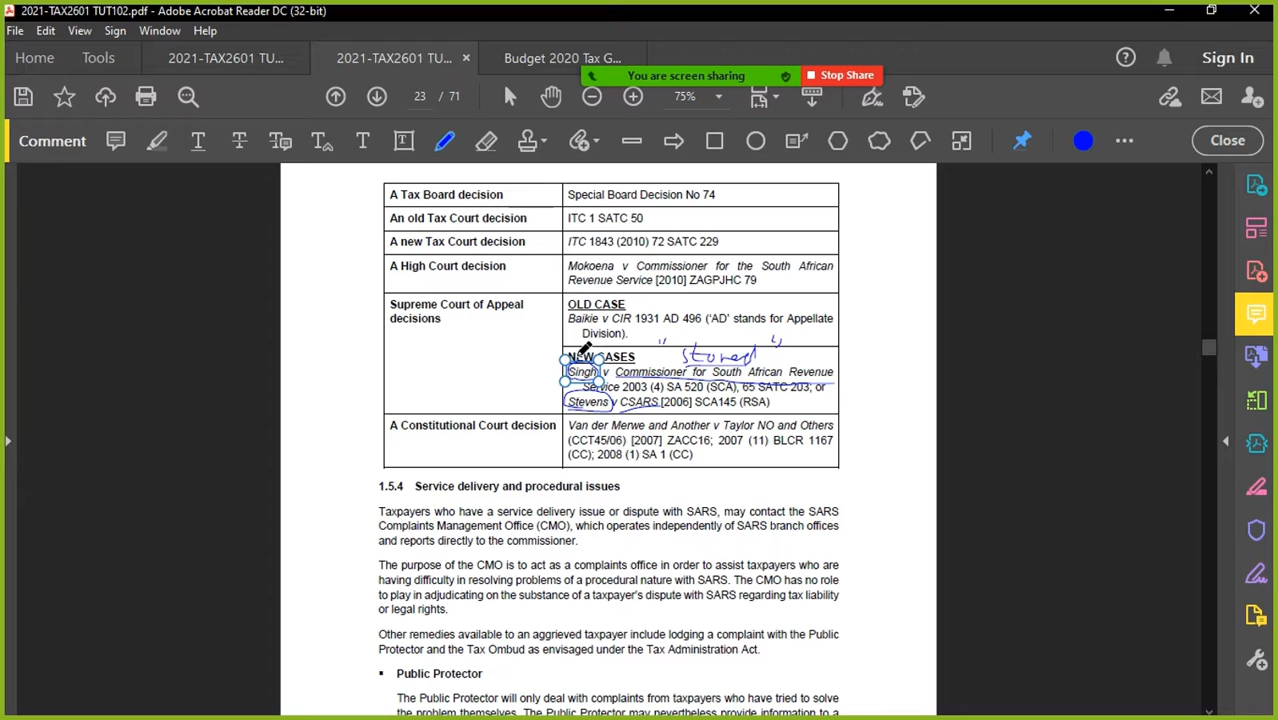 2021-TAX2601 TUT102.pdf - Adobe Acrobat Reader DC (32-bit)
File Edit View Sign Window Help
Home Tools 2021-TAX2601 TU... 2021-TAX2601 TU... × Budget 2020 Tax G... Sign In
You are screen sharing Stop Share
23 / 71 75%
Comment Close
A Tax Board decision Special Board Decision No 74
An old Tax Court decision ITC 1 SATC 50
A new Tax Court decision ITC 1843 (2010) 72 SATC 229
A High Court decision Mokoena v Commissioner for the South African
Revenue Service [2010] ZAGPJHC 79
Supreme Court of Appeal OLD CASE
decisions Baikie v CIR 1931 AD 496 ('AD' stands for Appellate
Division).
NEW CASES "stoned"
Singh v Commissioner for South African Revenue
Service 2003 (4) SA 520 (SCA), 65 SATC 203; or
Stevens v CSARS [2006] SCA145 (RSA)
A Constitutional Court decision Van der Merwe and Another v Taylor NO and Others
(CCT45/06) [2007] ZACC16; 2007 (11) BLCR 1167
(CC); 2008 (1) SA 1 (CC)
1.5.4 Service delivery and procedural issues
Taxpayers who have a service delivery issue or dispute with SARS, may contact the SARS
Complaints Management Office (CMO), which operates independently of SARS branch offices
and reports directly to the commissioner.
The purpose of the CMO is to act as a complaints office in order to assist taxpayers who are
having difficulty in resolving problems of a procedural nature with SARS. The CMO has no role
to play in adjudicating on the substance of a taxpayer's dispute with SARS regarding tax liability
or legal rights.
Other remedies available to an aggrieved taxpayer include lodging a complaint with the Public
Protector and the Tax Ombud as envisaged under the Tax Administration Act.
▪ Public Protector
The Public Protector will only deal with complaints from taxpayers who have tried to solve
the problem themselves. The Public Protector may nevertheless provide information to a